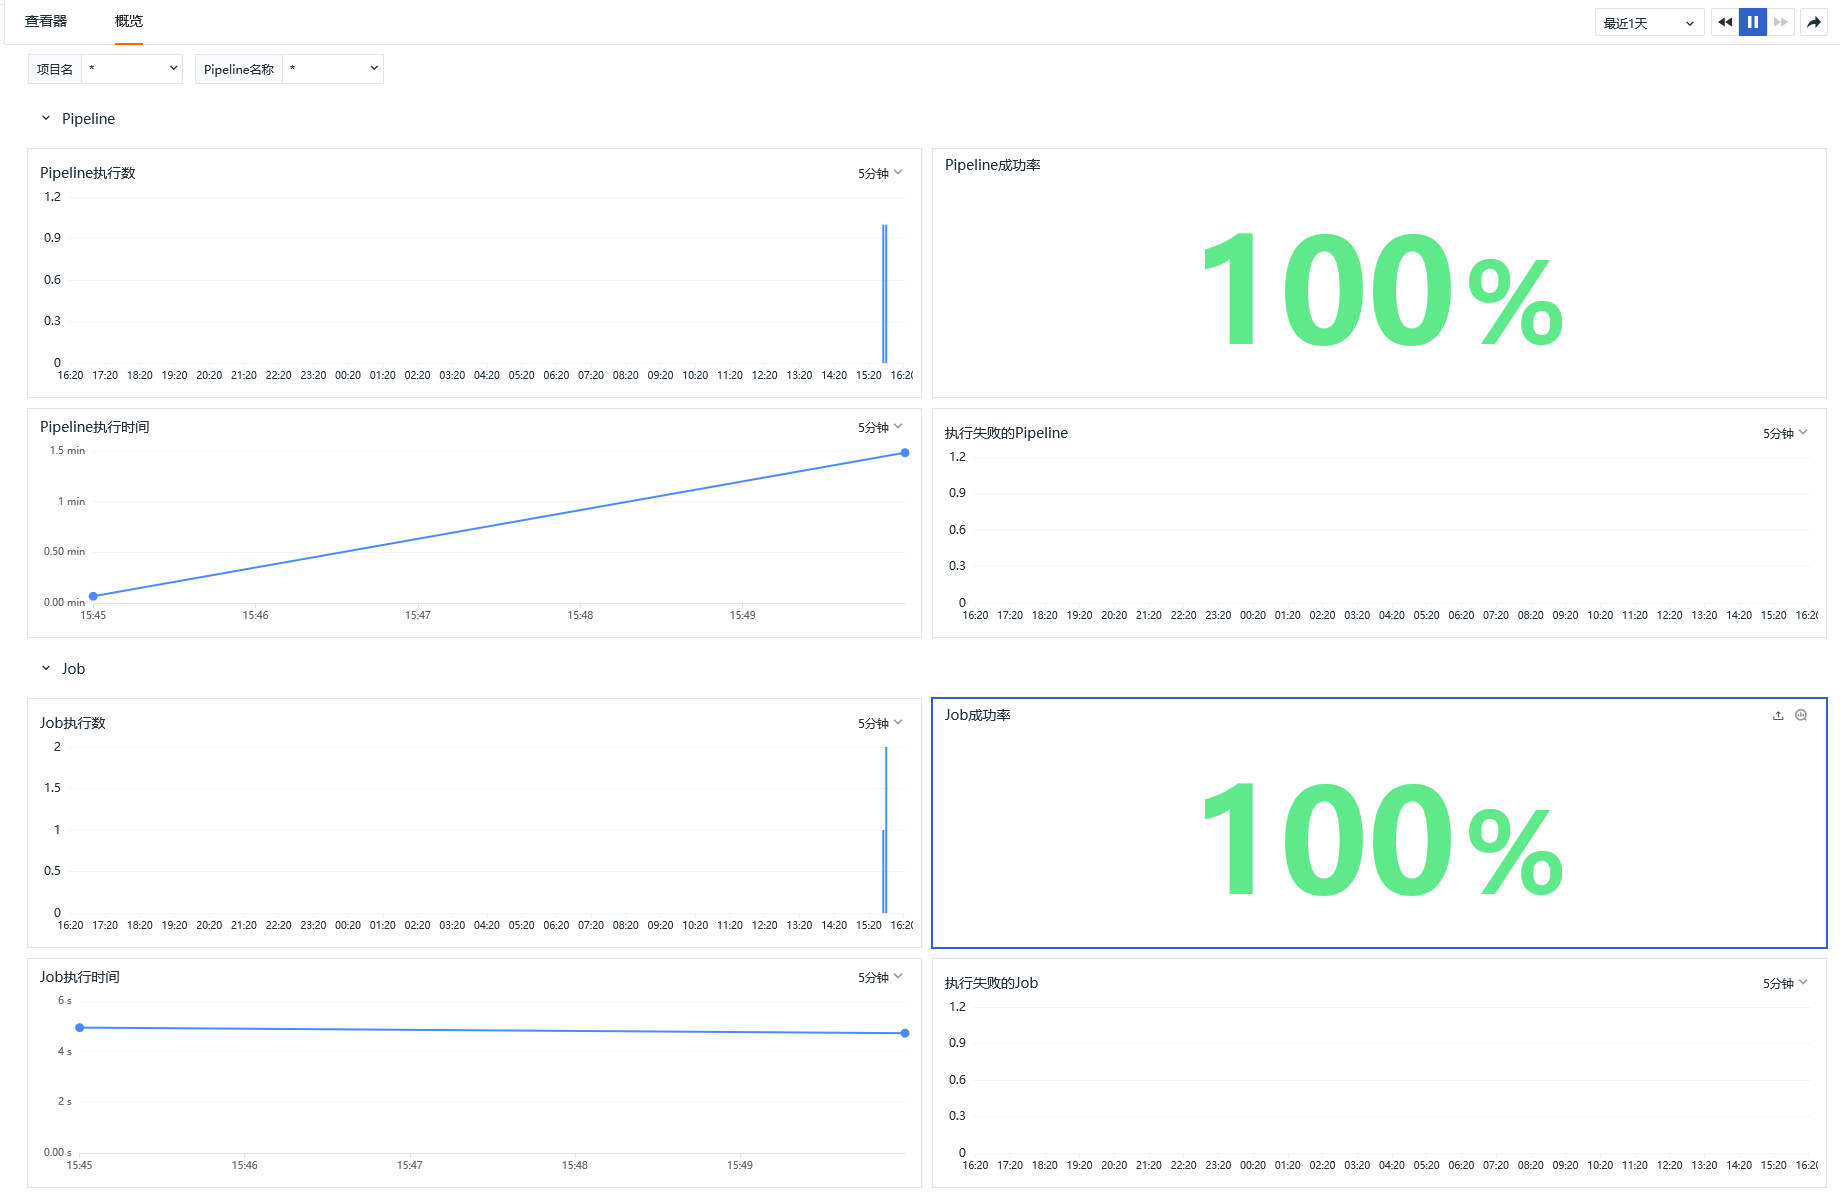 查看器 概览 最近1天
项目名 * Pipeline名称 *
Pipeline
Pipeline执行数 5分钟
1.2
0.9
0.6
0.3
0
16:20 17:20 18:20 19:20 20:20 21:20 22:20 23:20 00:20 01:20 02:20 03:20 04:20 05:20 06:20 07:20 08:20 09:20 10:20 11:20 12:20 13:20 14:20 15:20 16:20
Pipeline成功率
100%
Pipeline执行时间 5分钟
1.5 min
1 min
0.50 min
0.00 min
15:45 15:46 15:47 15:48 15:49
执行失败的Pipeline 5分钟
1.2
0.9
0.6
0.3
0
16:20 17:20 18:20 19:20 20:20 21:20 22:20 23:20 00:20 01:20 02:20 03:20 04:20 05:20 06:20 07:20 08:20 09:20 10:20 11:20 12:20 13:20 14:20 15:20 16:20
Job
Job执行数 5分钟
2
1.5
1
0.5
0
16:20 17:20 18:20 19:20 20:20 21:20 22:20 23:20 00:20 01:20 02:20 03:20 04:20 05:20 06:20 07:20 08:20 09:20 10:20 11:20 12:20 13:20 14:20 15:20 16:20
Job成功率
100%
Job执行时间 5分钟
6 s
4 s
2 s
0.00 s
15:45 15:46 15:47 15:48 15:49
执行失败的Job 5分钟
1.2
0.9
0.6
0.3
0
16:20 17:20 18:20 19:20 20:20 21:20 22:20 23:20 00:20 01:20 02:20 03:20 04:20 05:20 06:20 07:20 08:20 09:20 10:20 11:20 12:20 13:20 14:20 15:20 16:20